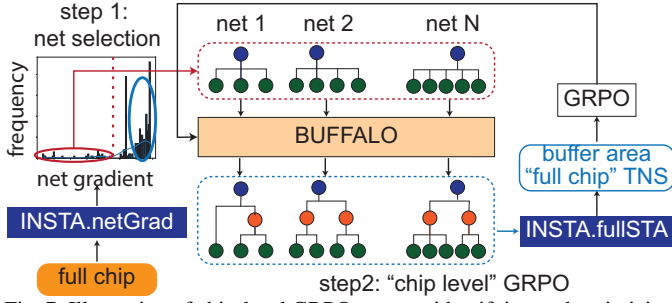 step 1:
net selection
net 1
net 2
net N
frequency
net gradient
BUFFALO
GRPO
buffer area
“full chip” TNS
INSTA.netGrad
INSTA.fullSTA
full chip
step2: “chip level” GRPO